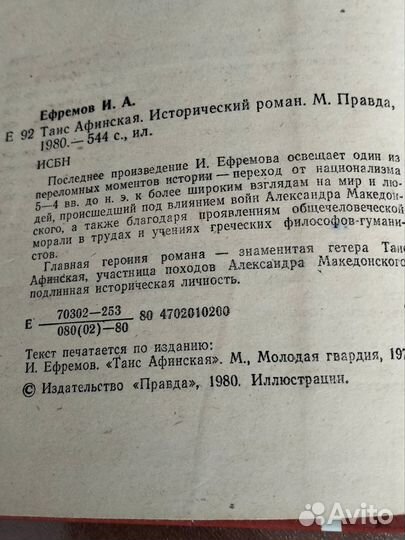 Ефремов И. А.
Е 92 Таис Афинская. Исторический роман. М. Правда,
1980.— 544 с., ил.
ИСБН
Последнее произведение И. Ефремова освещает один из
переломных моментов истории — переход от национализма
5—4 вв. до н. э. к более широким взглядам на мир и лю-
дей, происшедший под влиянием войн Александра Македон-
ского, а также благодаря проявлениям общечеловеческой
морали в трудах и учениях греческих философов-гумани-
стов.
Главная героиня романа — знаменитая гетера Таис
Афинская, участница походов Александра Македонского,
подлинная историческая личность.
Е 70302—253 80 4702010200
080(02)—80
Текст печатается по изданию:
И. Ефремов. «Таис Афинская». М., Молодая гвардия, 197
© Издательство «Правда», 1980. Иллюстрации.
Avito